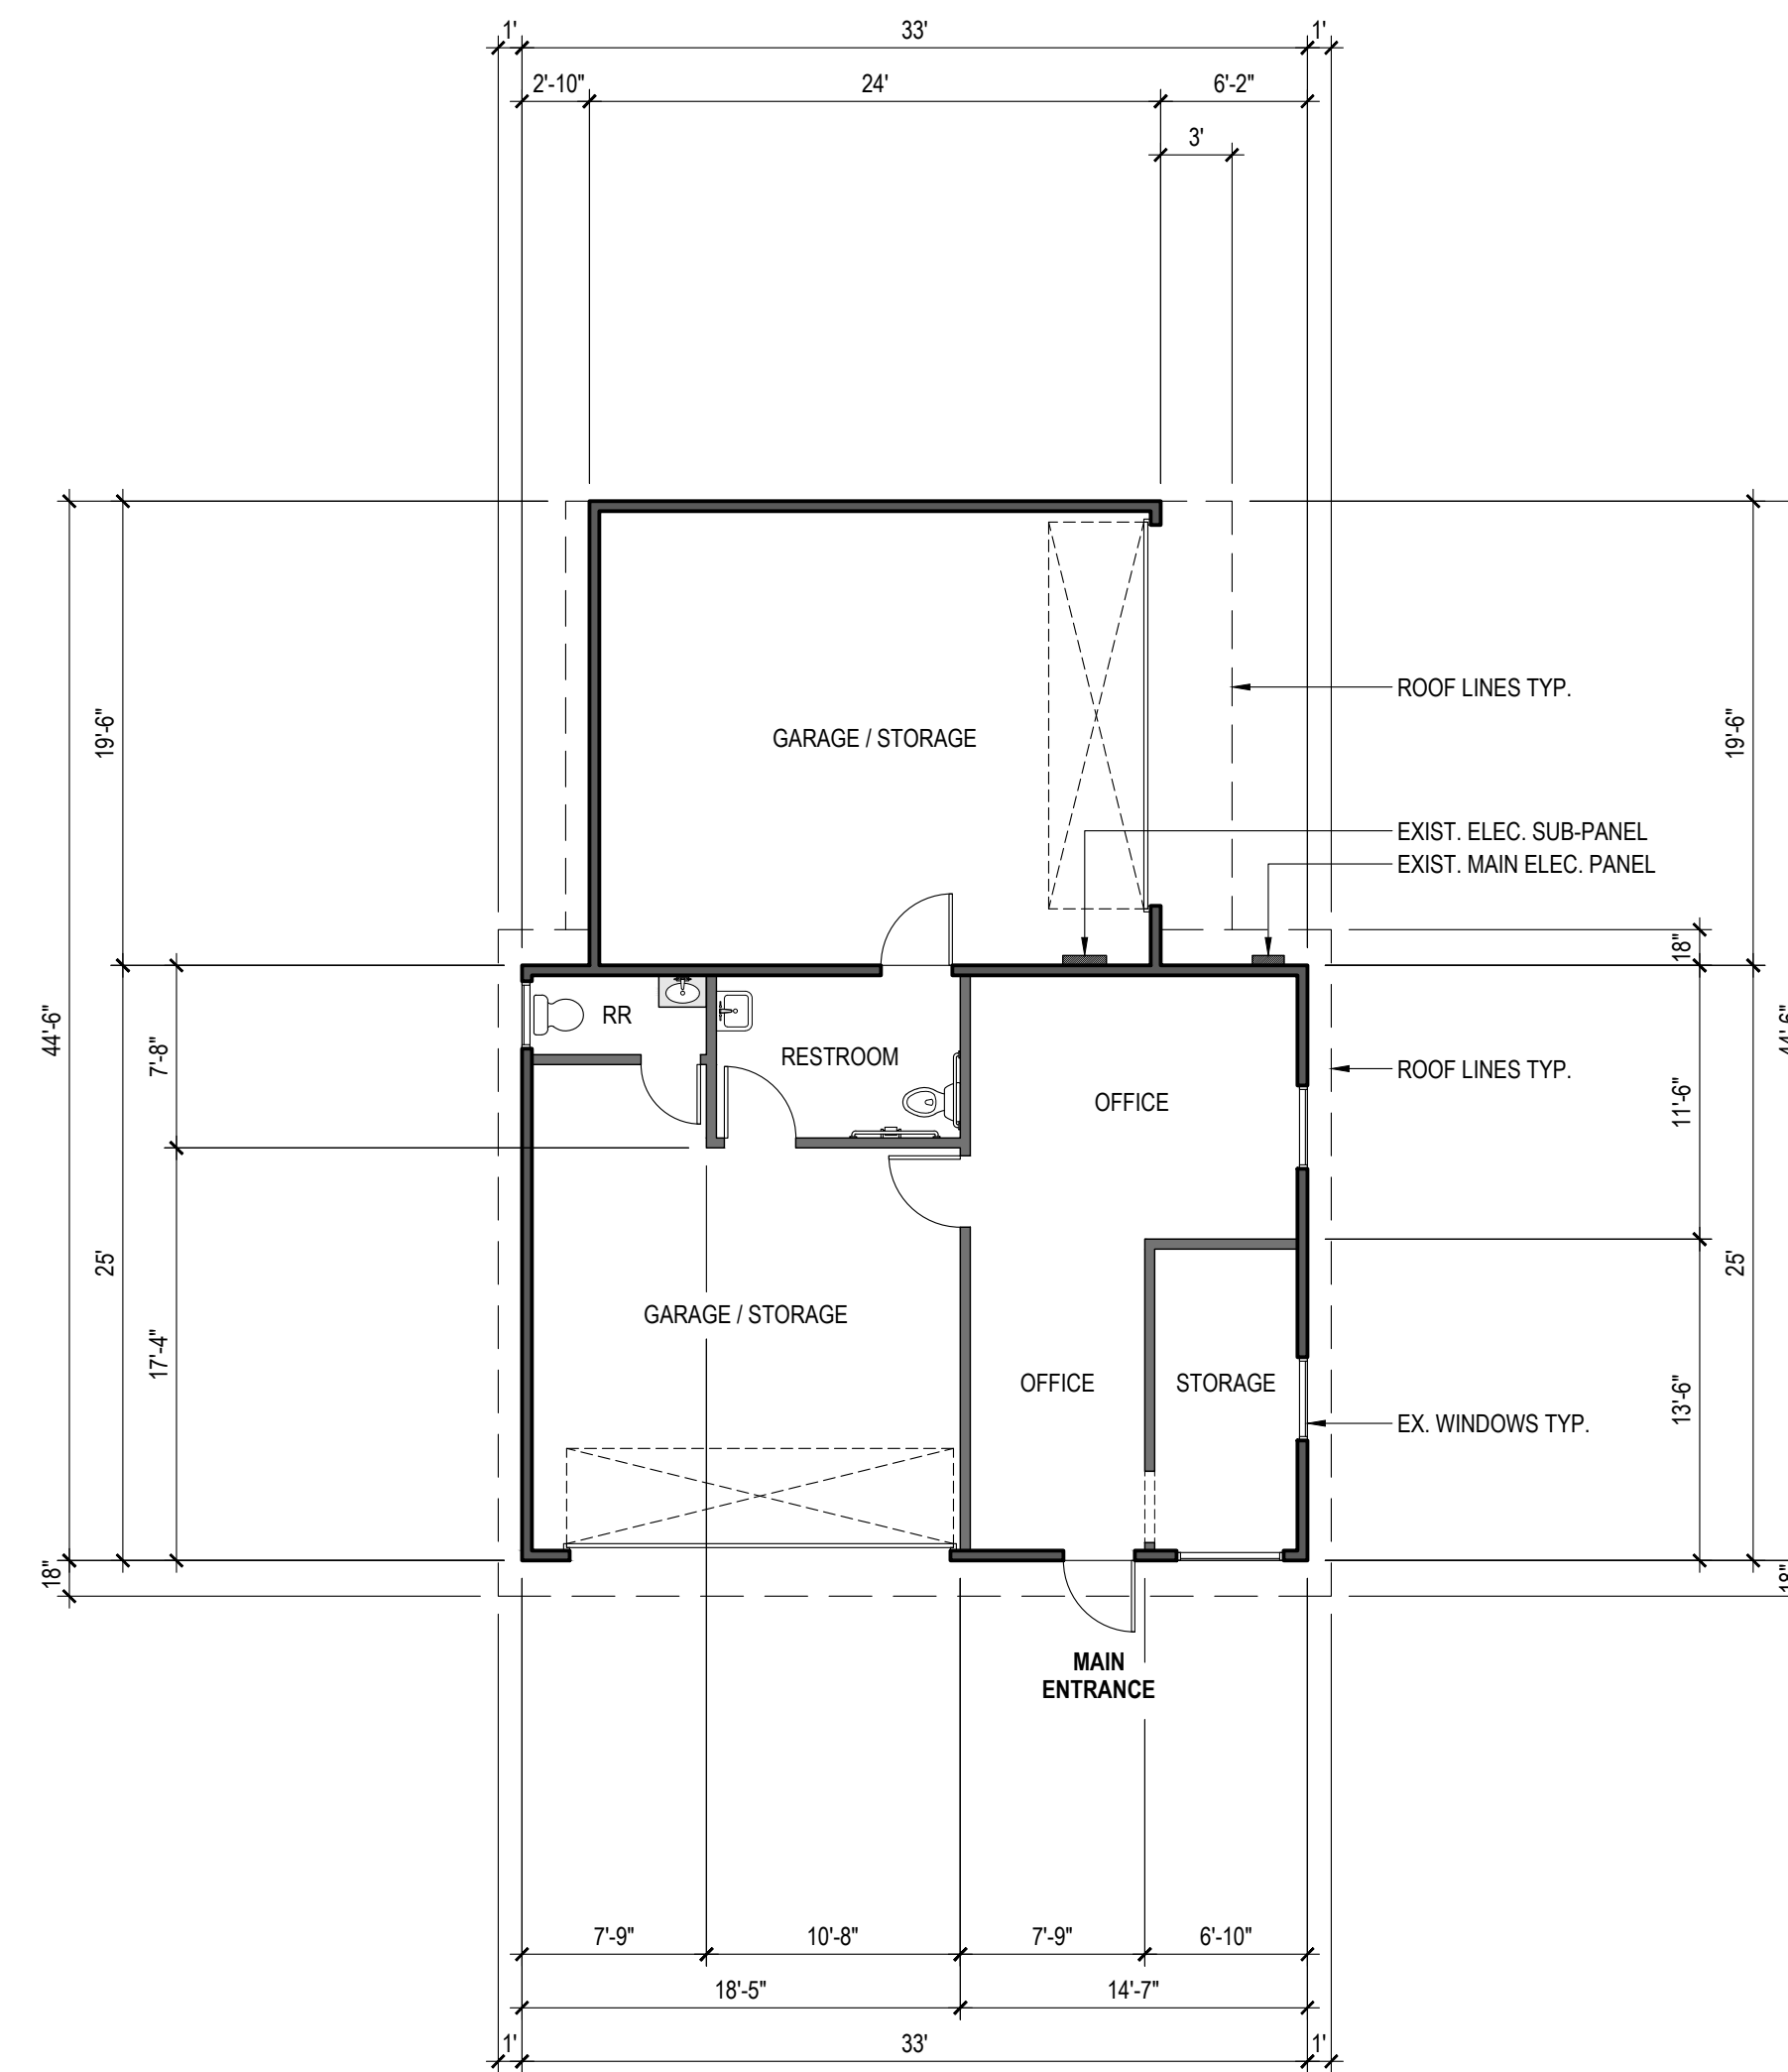 1' 33' 1'
2'-10" 24' 6'-2"
3'
ROOF LINES TYP.
19'-6"
19'-6"
GARAGE / STORAGE
EXIST. ELEC. SUB-PANEL
EXIST. MAIN ELEC. PANEL
18"
44'-6"
44'-6"
RR
7'-8"
RESTROOM
ROOF LINES TYP.
OFFICE
11'-6"
25'
25'
GARAGE / STORAGE
17'-4"
OFFICE
STORAGE
13'-6"
EX. WINDOWS TYP.
18"
18"
MAIN
ENTRANCE
7'-9" 10'-8" 7'-9" 6'-10"
18'-5" 14'-7"
1' 33' 1'